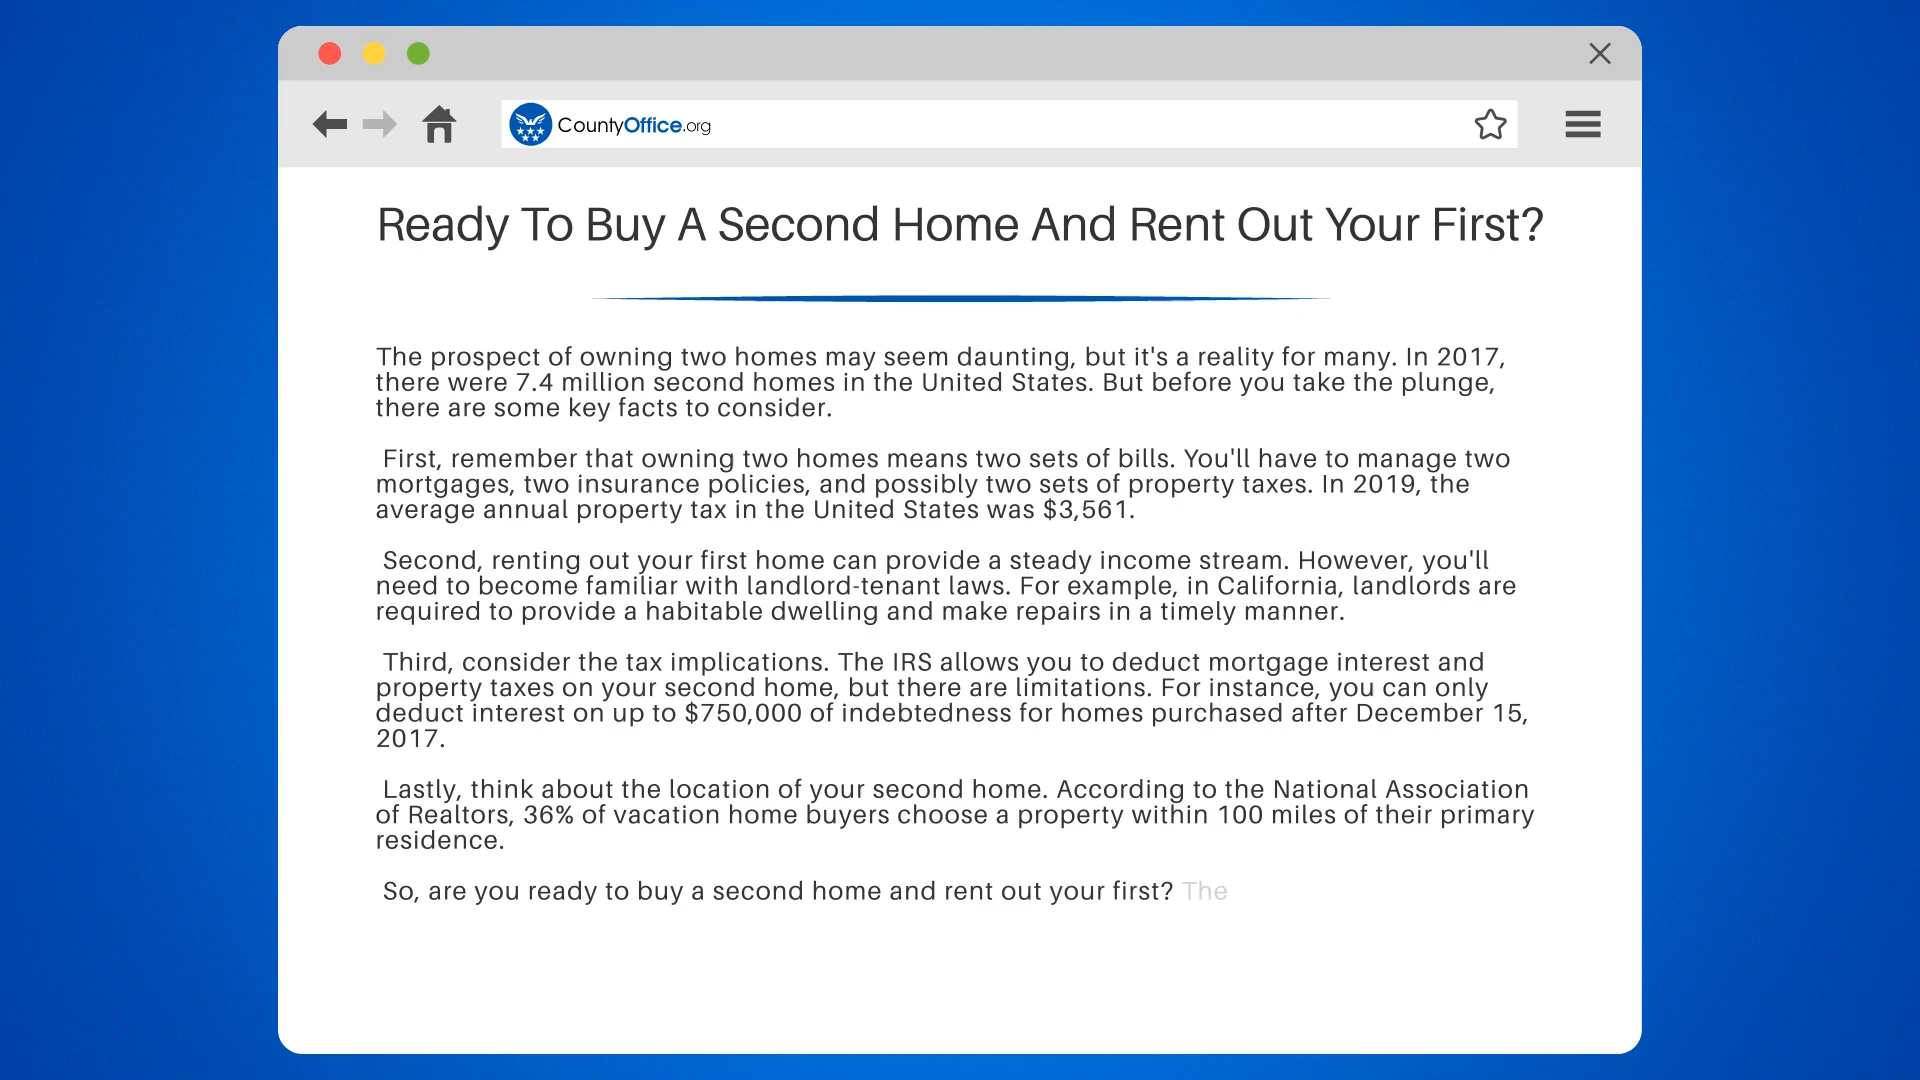 CountyOffice.org
Ready To Buy A Second Home And Rent Out Your First?
The prospect of owning two homes may seem daunting, but it's a reality for many. In 2017,
there were 7.4 million second homes in the United States. But before you take the plunge,
there are some key facts to consider.
First, remember that owning two homes means two sets of bills. You'll have to manage two
mortgages, two insurance policies, and possibly two sets of property taxes. In 2019, the
average annual property tax in the United States was $3,561.
Second, renting out your first home can provide a steady income stream. However, you'll
need to become familiar with landlord-tenant laws. For example, in California, landlords are
required to provide a habitable dwelling and make repairs in a timely manner.
Third, consider the tax implications. The IRS allows you to deduct mortgage interest and
property taxes on your second home, but there are limitations. For instance, you can only
deduct interest on up to $750,000 of indebtedness for homes purchased after December 15,
2017.
Lastly, think about the location of your second home. According to the National Association
of Realtors, 36% of vacation home buyers choose a property within 100 miles of their primary
residence.
So, are you ready to buy a second home and rent out your first? The